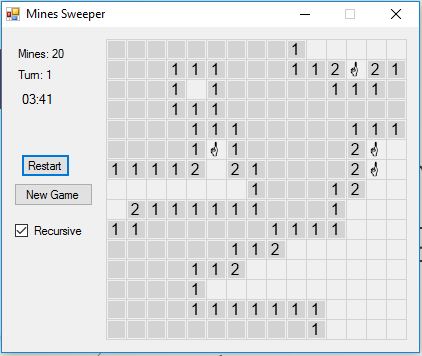 Mines Sweeper
Mines: 20
Turn: 1
03:41
Restart
New Game
Recursive
1
1 1 1 1 1 2 2 1
1 1 1 1 1
1 1 1
1 1 1 1 1 1
1 1 2
1 1 1 1 2 2 1 2
1 1 2
2 1 1 1 1 1 1 1
1 1 1 1 1 1
1 1 2
1 1 2
1
1 1 1 1 1 1 1
1